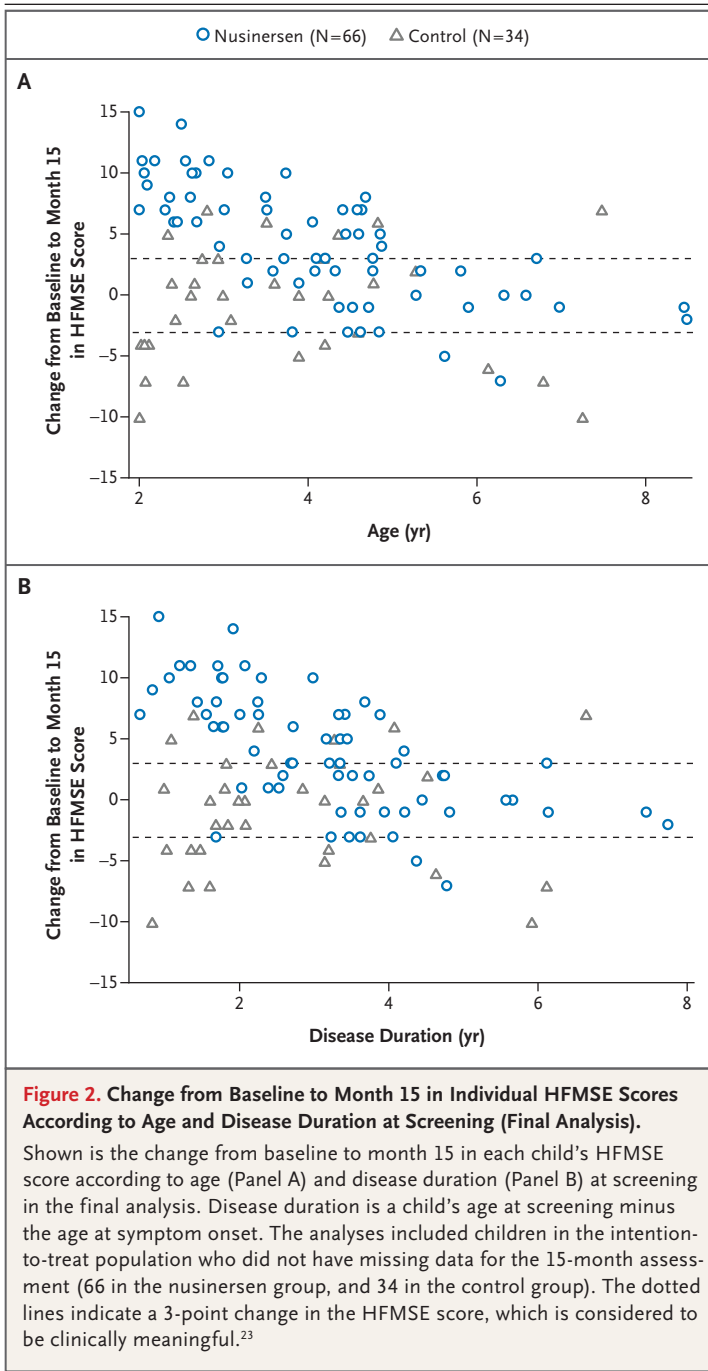 Nusinersen (N=66) Control (N=34)
A
Change from Baseline to Month 15
in HFMSE Score
15
10
5
0
−5
−10
−15
2 4 6 8
Age (yr)
B
Change from Baseline to Month 15
in HFMSE Score
15
10
5
0
−5
−10
−15
2 4 6 8
Disease Duration (yr)
Figure 2. Change from Baseline to Month 15 in Individual HFMSE Scores
According to Age and Disease Duration at Screening (Final Analysis).
Shown is the change from baseline to month 15 in each child's HFMSE
score according to age (Panel A) and disease duration (Panel B) at screening
in the final analysis. Disease duration is a child's age at screening minus
the age at symptom onset. The analyses included children in the intention-
to-treat population who did not have missing data for the 15-month assess-
ment (66 in the nusinersen group, and 34 in the control group). The dotted
lines indicate a 3-point change in the HFMSE score, which is considered to
be clinically meaningful.23